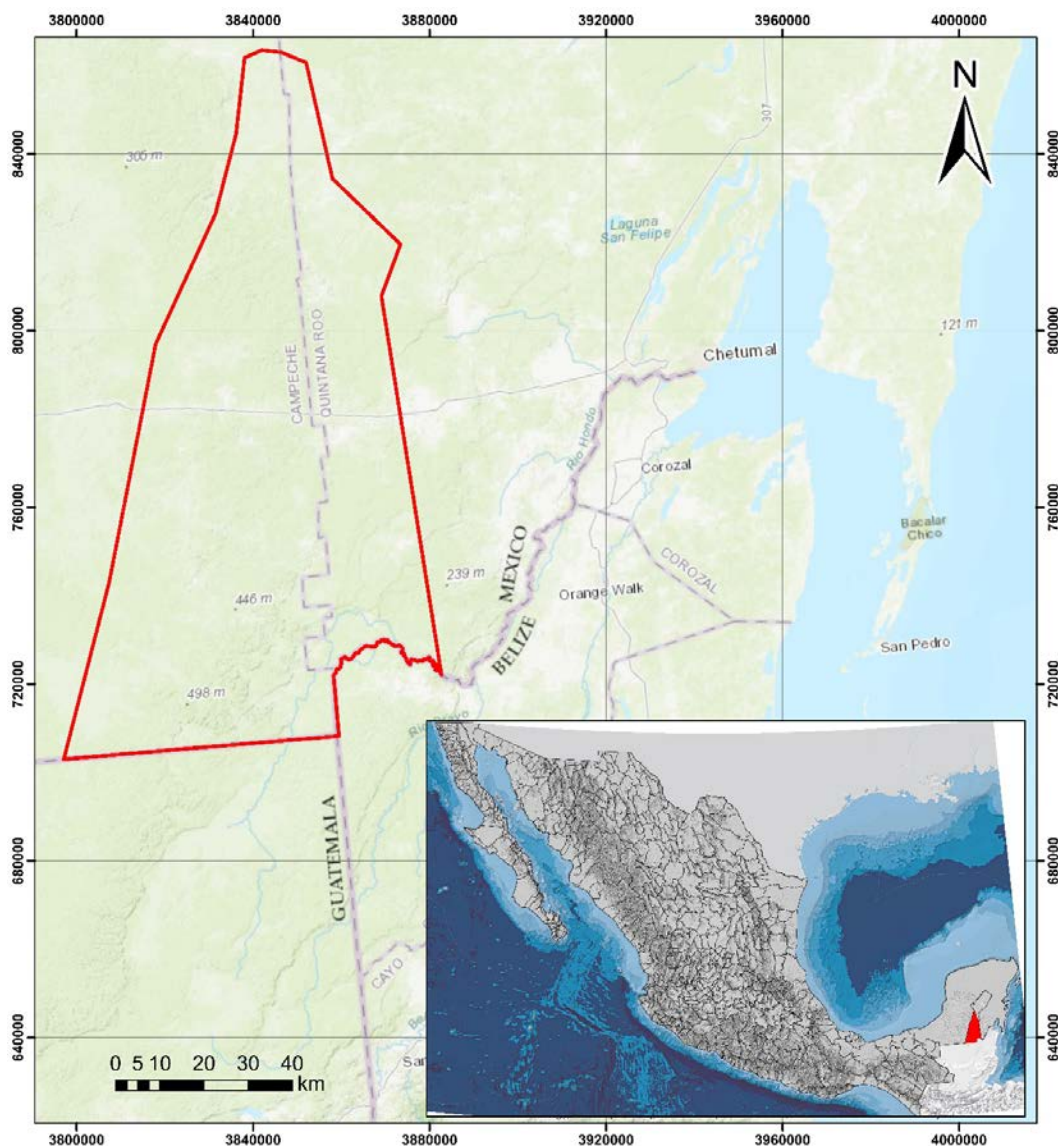 3800000 3840000 3880000 3920000 3960000 4000000
N
307
840000 840000
305 m
Laguna
San Felipe
800000 800000
121 m
CAMPECHE
QUINTANA ROO
Chetumal
Rio Hondo
Corozal
760000 760000
Bacalar
Chico
MEXICO
COROZAL
239 m
446 m
Orange Walk
BELIZE
San Pedro
720000 720000
498 m
GUATEMALA
680000 680000
CAYO
640000 640000
0 5 10 20 30 40
km
3800000 3840000 3880000 3920000 3960000 4000000